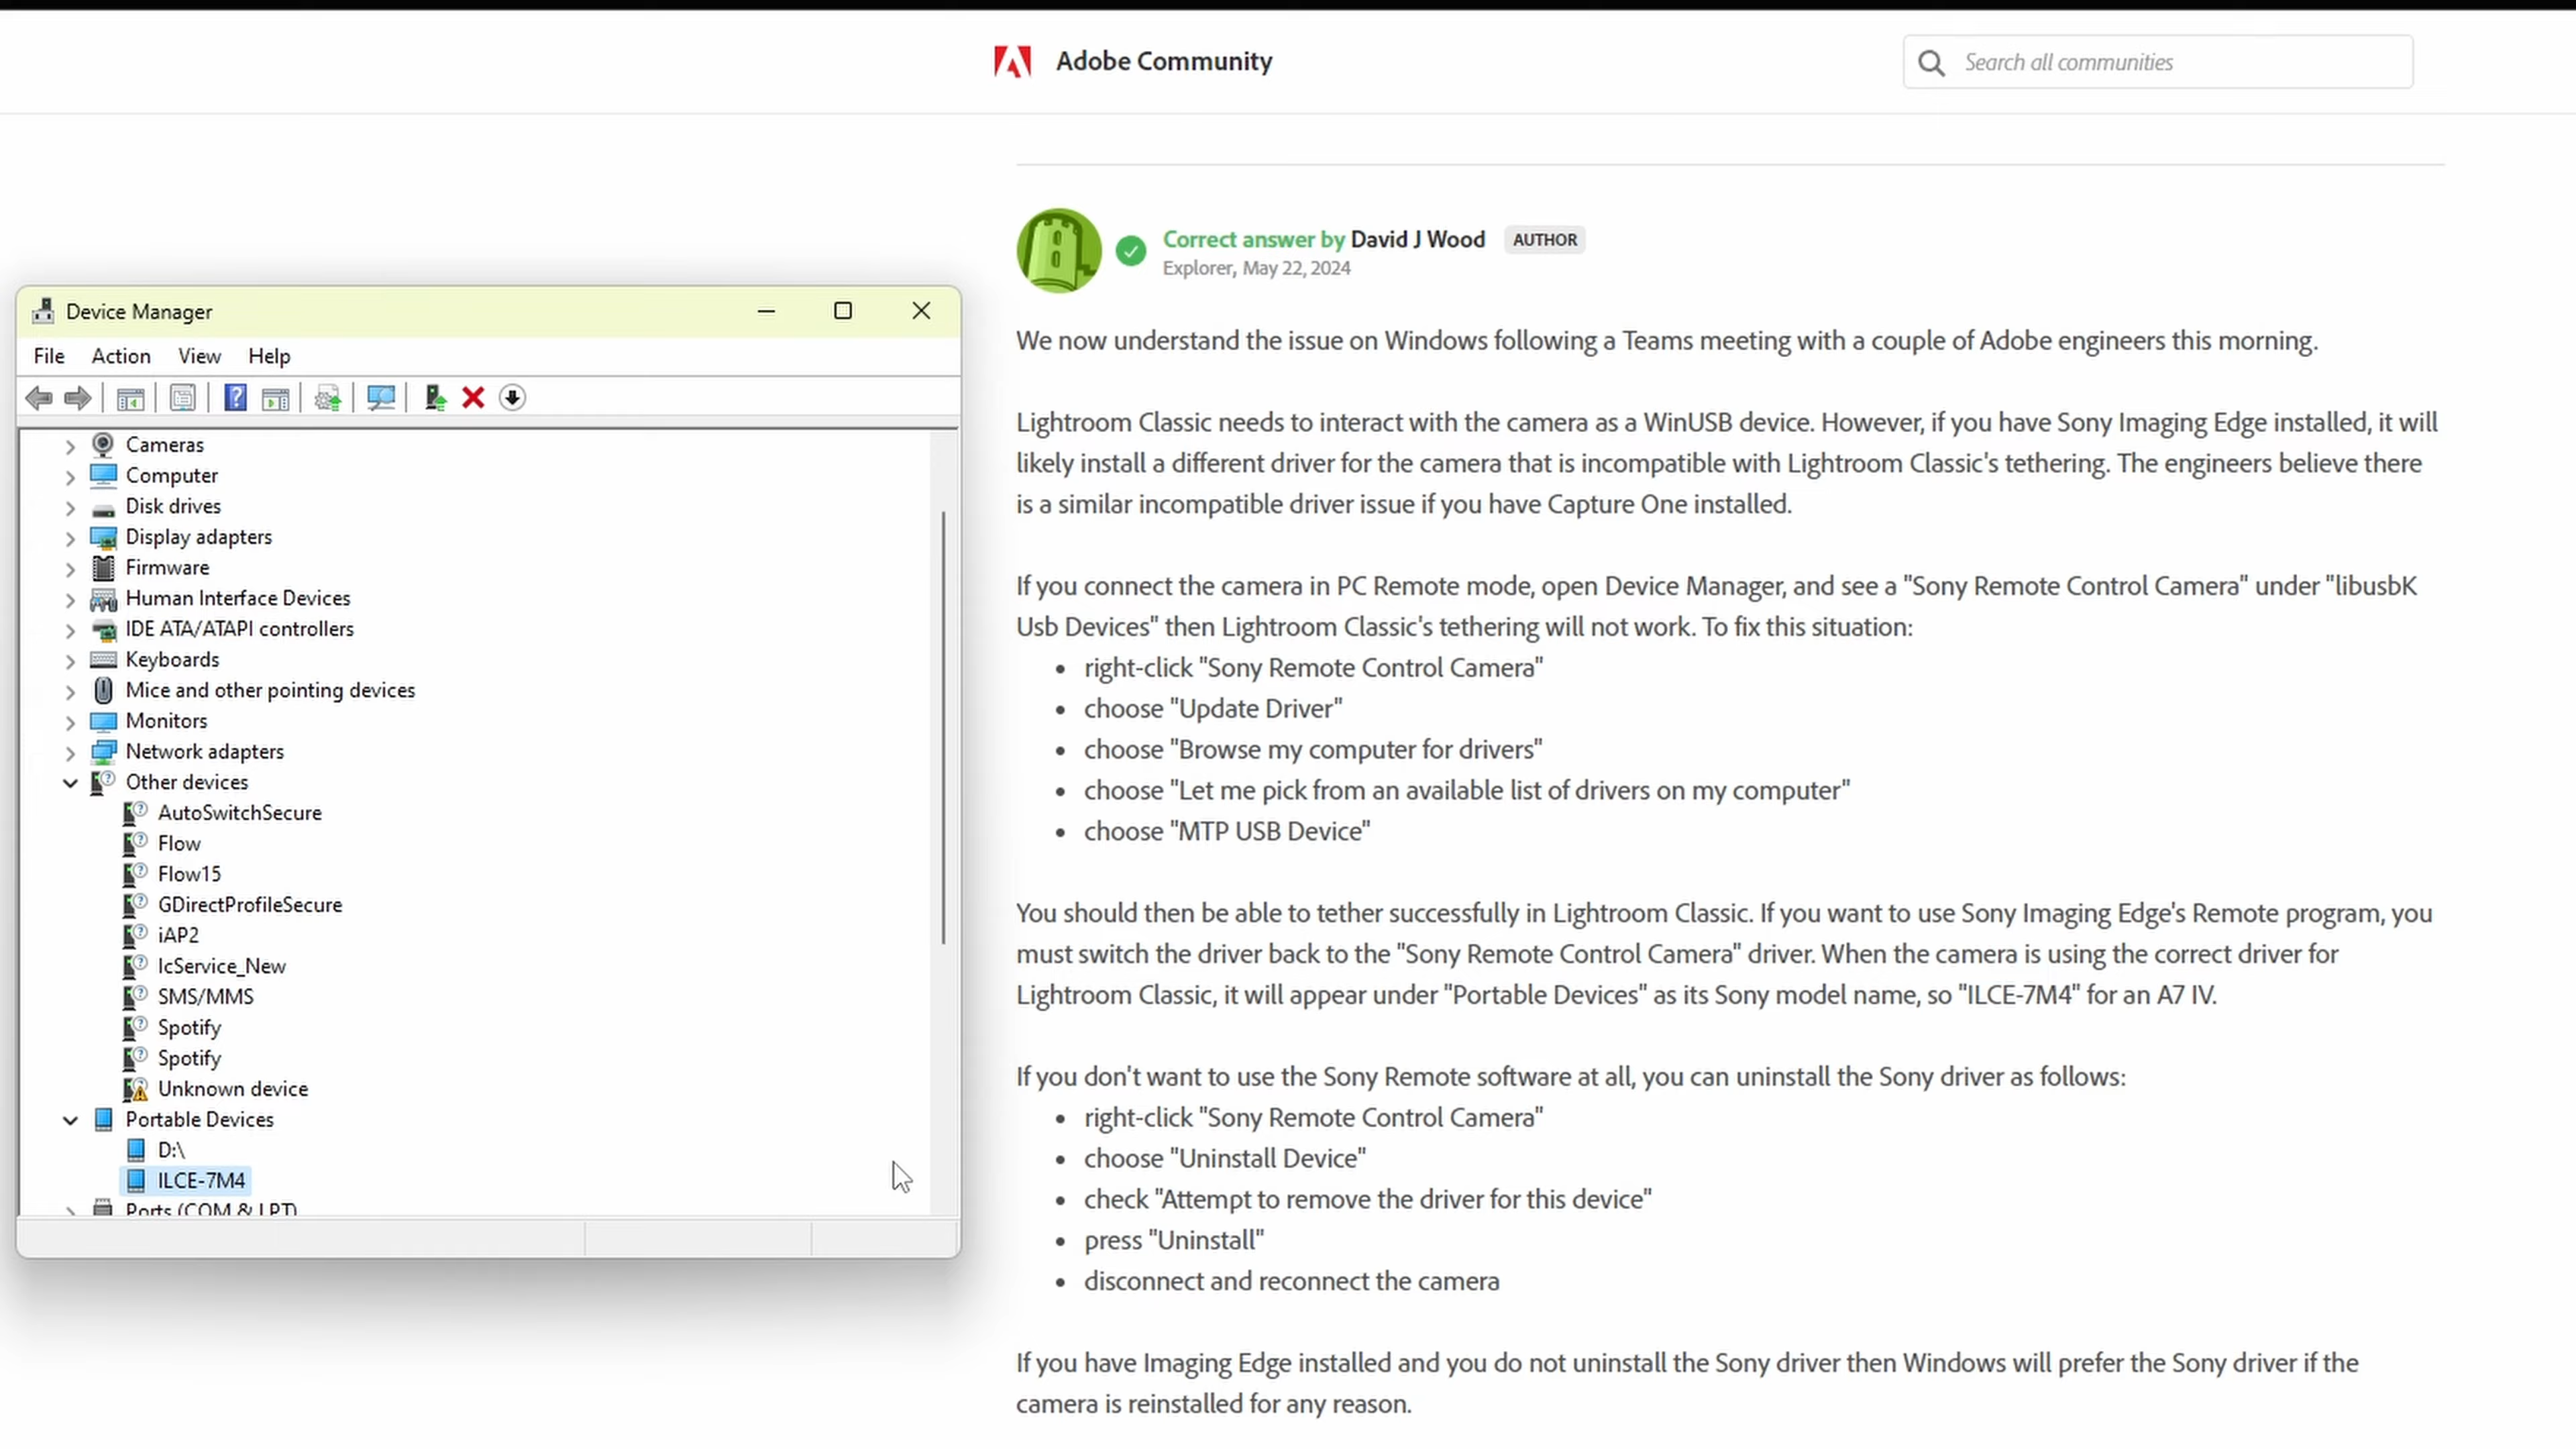 Adobe Community
Search all communities
Correct answer by David J Wood AUTHOR
Explorer, May 22, 2024
We now understand the issue on Windows following a Teams meeting with a couple of Adobe engineers this morning.
Lightroom Classic needs to interact with the camera as a WinUSB device. However, if you have Sony Imaging Edge installed, it will
likely install a different driver for the camera that is incompatible with Lightroom Classic's tethering. The engineers believe there
is a similar incompatible driver issue if you have Capture One installed.
If you connect the camera in PC Remote mode, open Device Manager, and see a "Sony Remote Control Camera" under "libusbK
Usb Devices" then Lightroom Classic's tethering will not work. To fix this situation:
• right-click "Sony Remote Control Camera"
• choose "Update Driver"
• choose "Browse my computer for drivers"
• choose "Let me pick from an available list of drivers on my computer"
• choose "MTP USB Device"
You should then be able to tether successfully in Lightroom Classic. If you want to use Sony Imaging Edge's Remote program, you
must switch the driver back to the "Sony Remote Control Camera" driver. When the camera is using the correct driver for
Lightroom Classic, it will appear under "Portable Devices" as its Sony model name, so "ILCE-7M4" for an A7 IV.
If you don't want to use the Sony Remote software at all, you can uninstall the Sony driver as follows:
• right-click "Sony Remote Control Camera"
• choose "Uninstall Device"
• check "Attempt to remove the driver for this device"
• press "Uninstall"
• disconnect and reconnect the camera
If you have Imaging Edge installed and you do not uninstall the Sony driver then Windows will prefer the Sony driver if the
camera is reinstalled for any reason.
Device Manager
File Action View Help
Cameras
Computer
Disk drives
Display adapters
Firmware
Human Interface Devices
IDE ATA/ATAPI controllers
Keyboards
Mice and other pointing devices
Monitors
Network adapters
Other devices
AutoSwitchSecure
Flow
Flow15
GDirectProfileSecure
iAP2
IcService_New
SMS/MMS
Spotify
Spotify
Unknown device
Portable Devices
D:\
ILCE-7M4
Ports (COM & LPT)